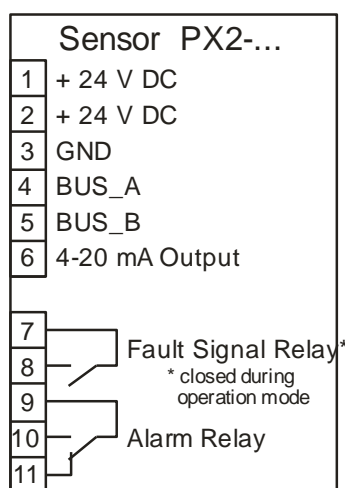 Sensor PX2-...
1 + 24 V DC
2 + 24 V DC
3 GND
4 BUS_A
5 BUS_B
6 4-20 mA Output
7
Fault Signal Relay*
8
* closed during
operation mode
9
10 Alarm Relay
11